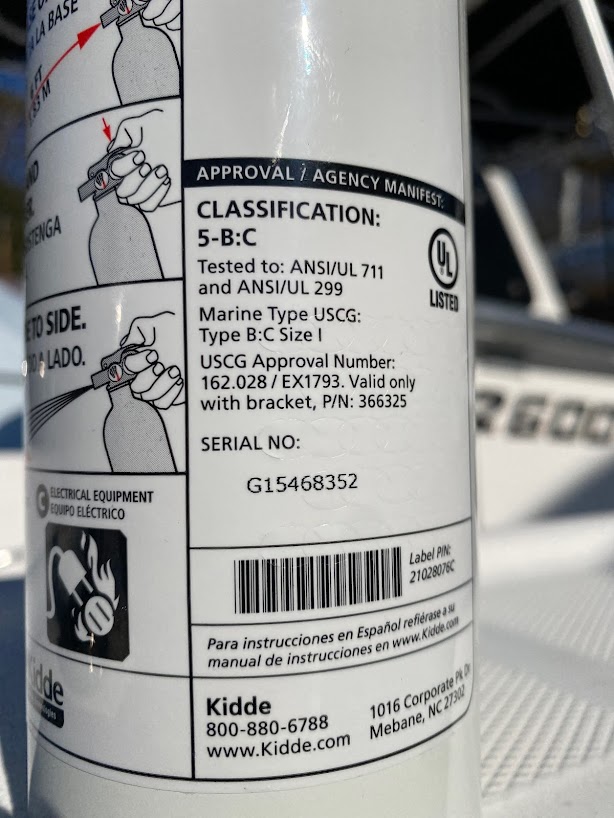 A LA BASE
APPROVAL / AGENCY MANIFEST:
CLASSIFICATION:
5-B:C
Tested to: ANSI/UL 711
and ANSI/UL 299
Marine Type USCG:
Type B:C Size I
USCG Approval Number:
162.028 / EX1793. Valid only
with bracket, P/N: 366325
UL
LISTED
SERIAL NO:
G15468352
TO SIDE.
A LADO.
C ELECTRICAL EQUIPMENT
EQUIPO ELÉCTRICO
Label PIN:
21028076C
Para instrucciones en Español refiérase a su
manual de instrucciones en www.Kidde.com
Kidde
800-880-6788
www.Kidde.com
1016 Corporate Pk Dr
Mebane, NC 27302